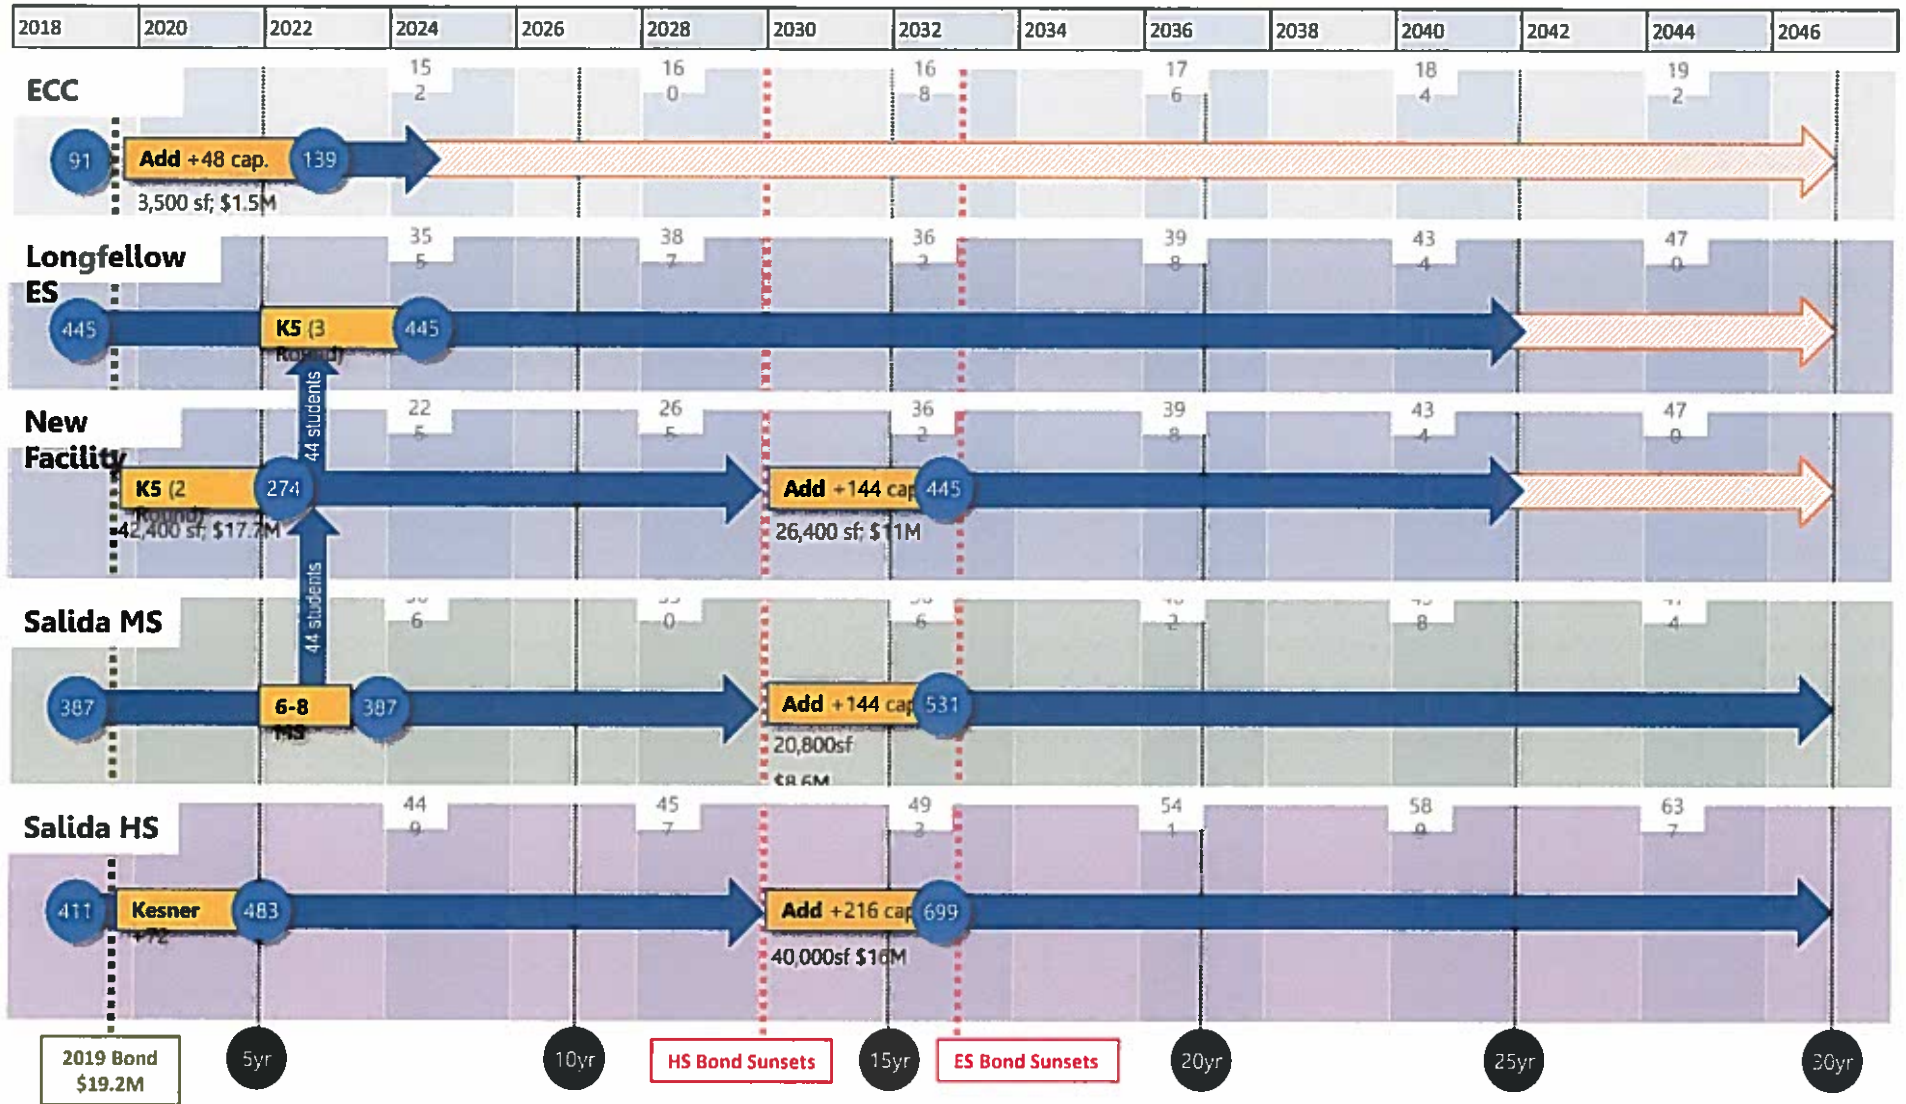 2018 2020 2022 2024 2026 2028 2030 2032 2034 2036 2038 2040 2042 2044 2046
15 16 16 17 18 19
2 0 8 6 4 2
ECC
91 Add +48 cap. 139
3,500 sf; $1.5M
35 38 36 39 43 47
5 7 2 8 4 0
Longfellow
ES
445 K5 (3 445
Round)
44 students
22 26 36 39 43 47
5 5 2 8 4 0
New
Facility
K5 (2 274 Add +144 cap 445
Round)
42,400 sf; $17.7M 26,400 sf; $11M
44 students
6 0 6 2 8 4
Salida MS
387 6-8 387 Add +144 cap 531
MS
20,800sf
$8.6M
44 45 49 54 58 63
9 7 3 1 9 7
Salida HS
411 Kesner 483 Add +216 cap 699
+72
40,000sf $16M
2019 Bond
$19.2M
5yr 10yr HS Bond Sunsets 15yr ES Bond Sunsets 20yr 25yr 30yr